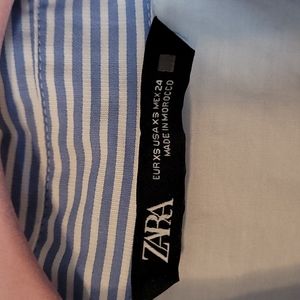 ZARA
EUR XS USA XS MEX 24
MADE IN MOROCCO